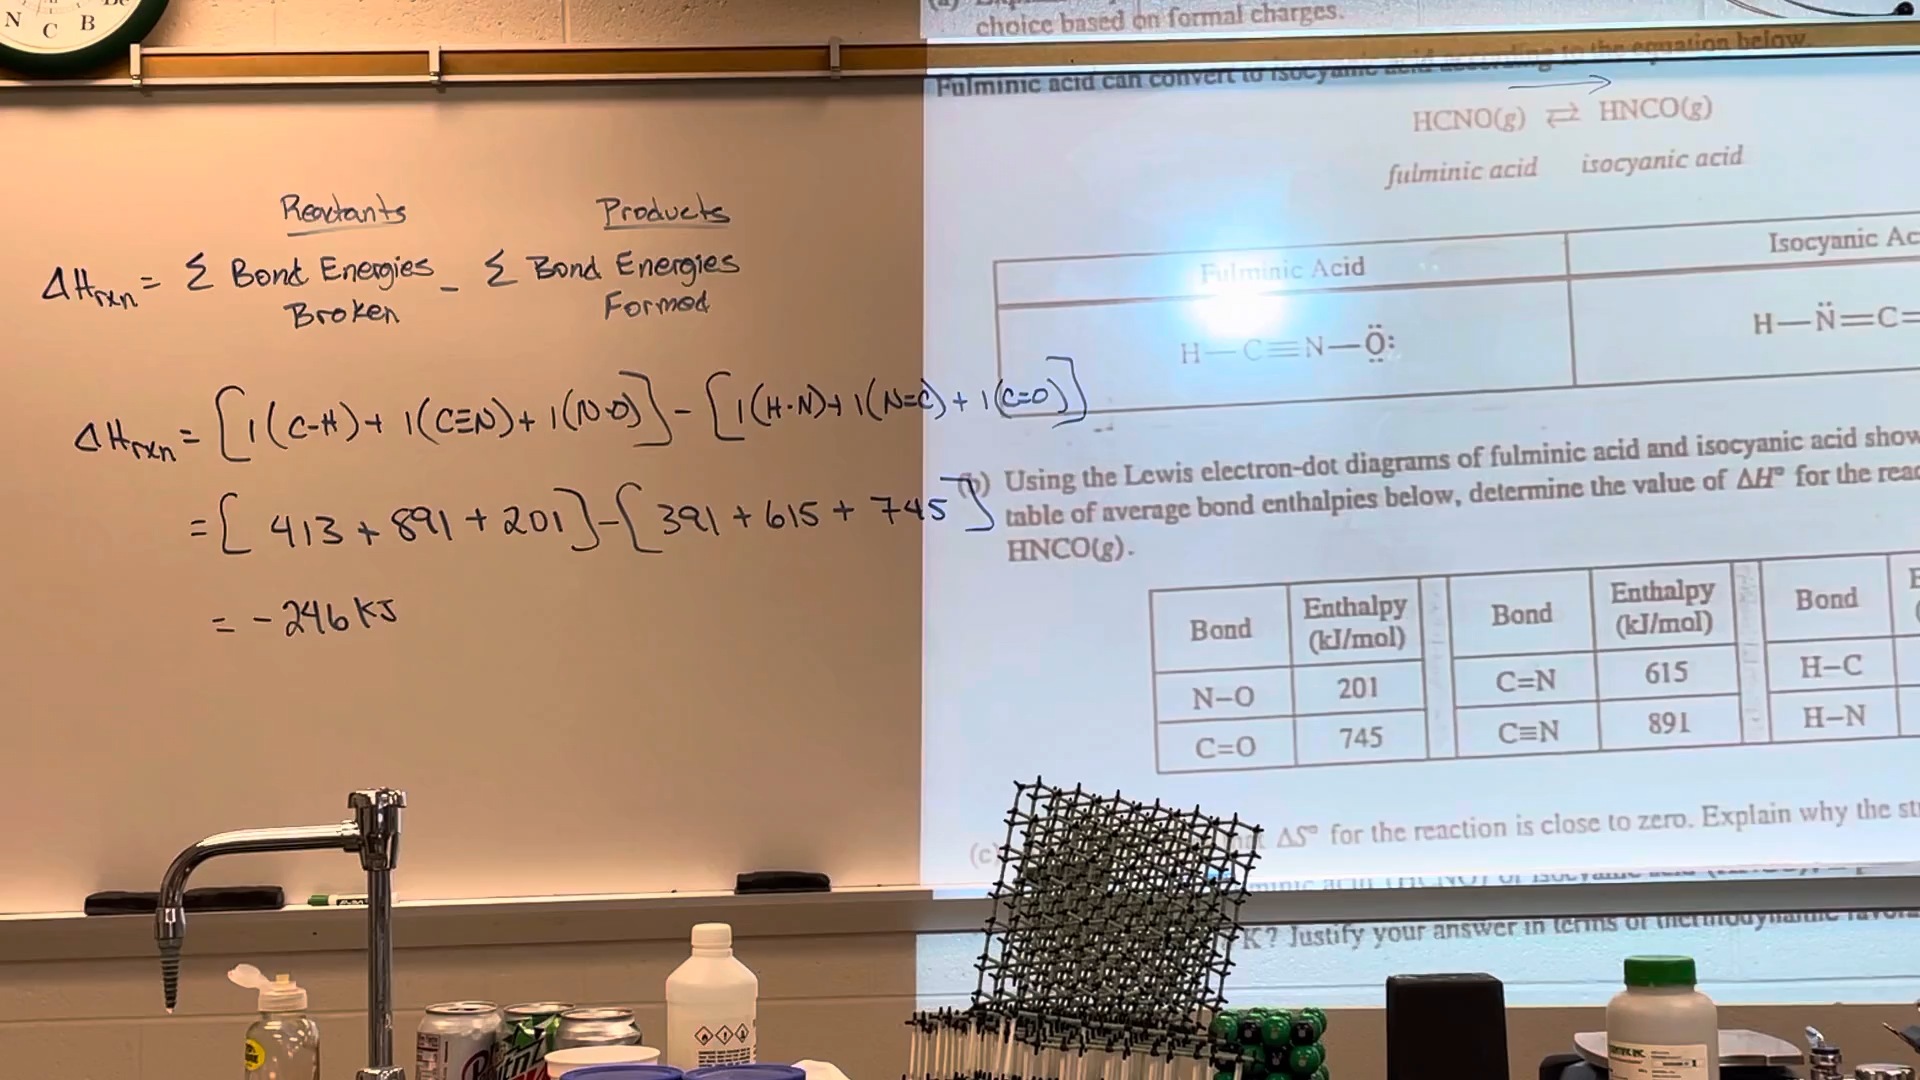 N C B
choice based on formal charges.
Fulminic acid can convert to isocyanic acid according to the equation below.
HCNO(g) ⇄ HNCO(g)
fulminic acid isocyanic acid
Reactants Products
ΔHrxn = Σ Bond Energies Broken - Σ Bond Energies Formed
Fulminic Acid Isocyanic Ac
H—C≡N—Ö: H—N̈=C=
ΔHrxn = [1(C-H)+ 1(C≡N)+ 1(N-O)] - [1(H-N)+ 1(N=C) + 1(C=O)]
= [413 + 891 + 201] - [391 + 615 + 745]
= -246 KJ
(b) Using the Lewis electron-dot diagrams of fulminic acid and isocyanic acid show
table of average bond enthalpies below, determine the value of ΔH° for the reac
HNCO(g).
Bond Enthalpy (kJ/mol) Bond Enthalpy (kJ/mol) Bond E
N–O 201 C=N 615 H–C
C=O 745 C≡N 891 H–N
(c) ΔS° for the reaction is close to zero. Explain why the
K? Justify your answer in terms of thermodynamic